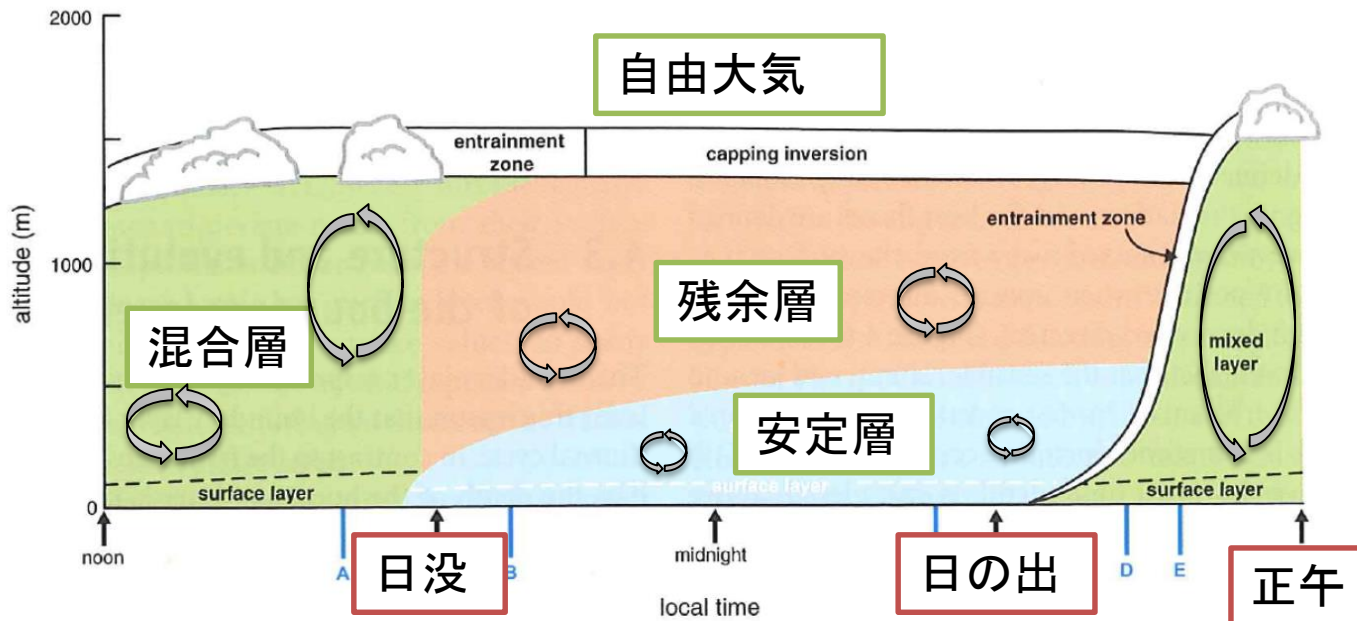 2000
自由大気
entrainment
zone
capping inversion
entrainment zone
altitude (m)
1000
残余層
混合層
mixed
layer
安定層
surface layer
surface layer
surface layer
0
noon
A
日没
B
midnight
日の出
D
E
正午
local time